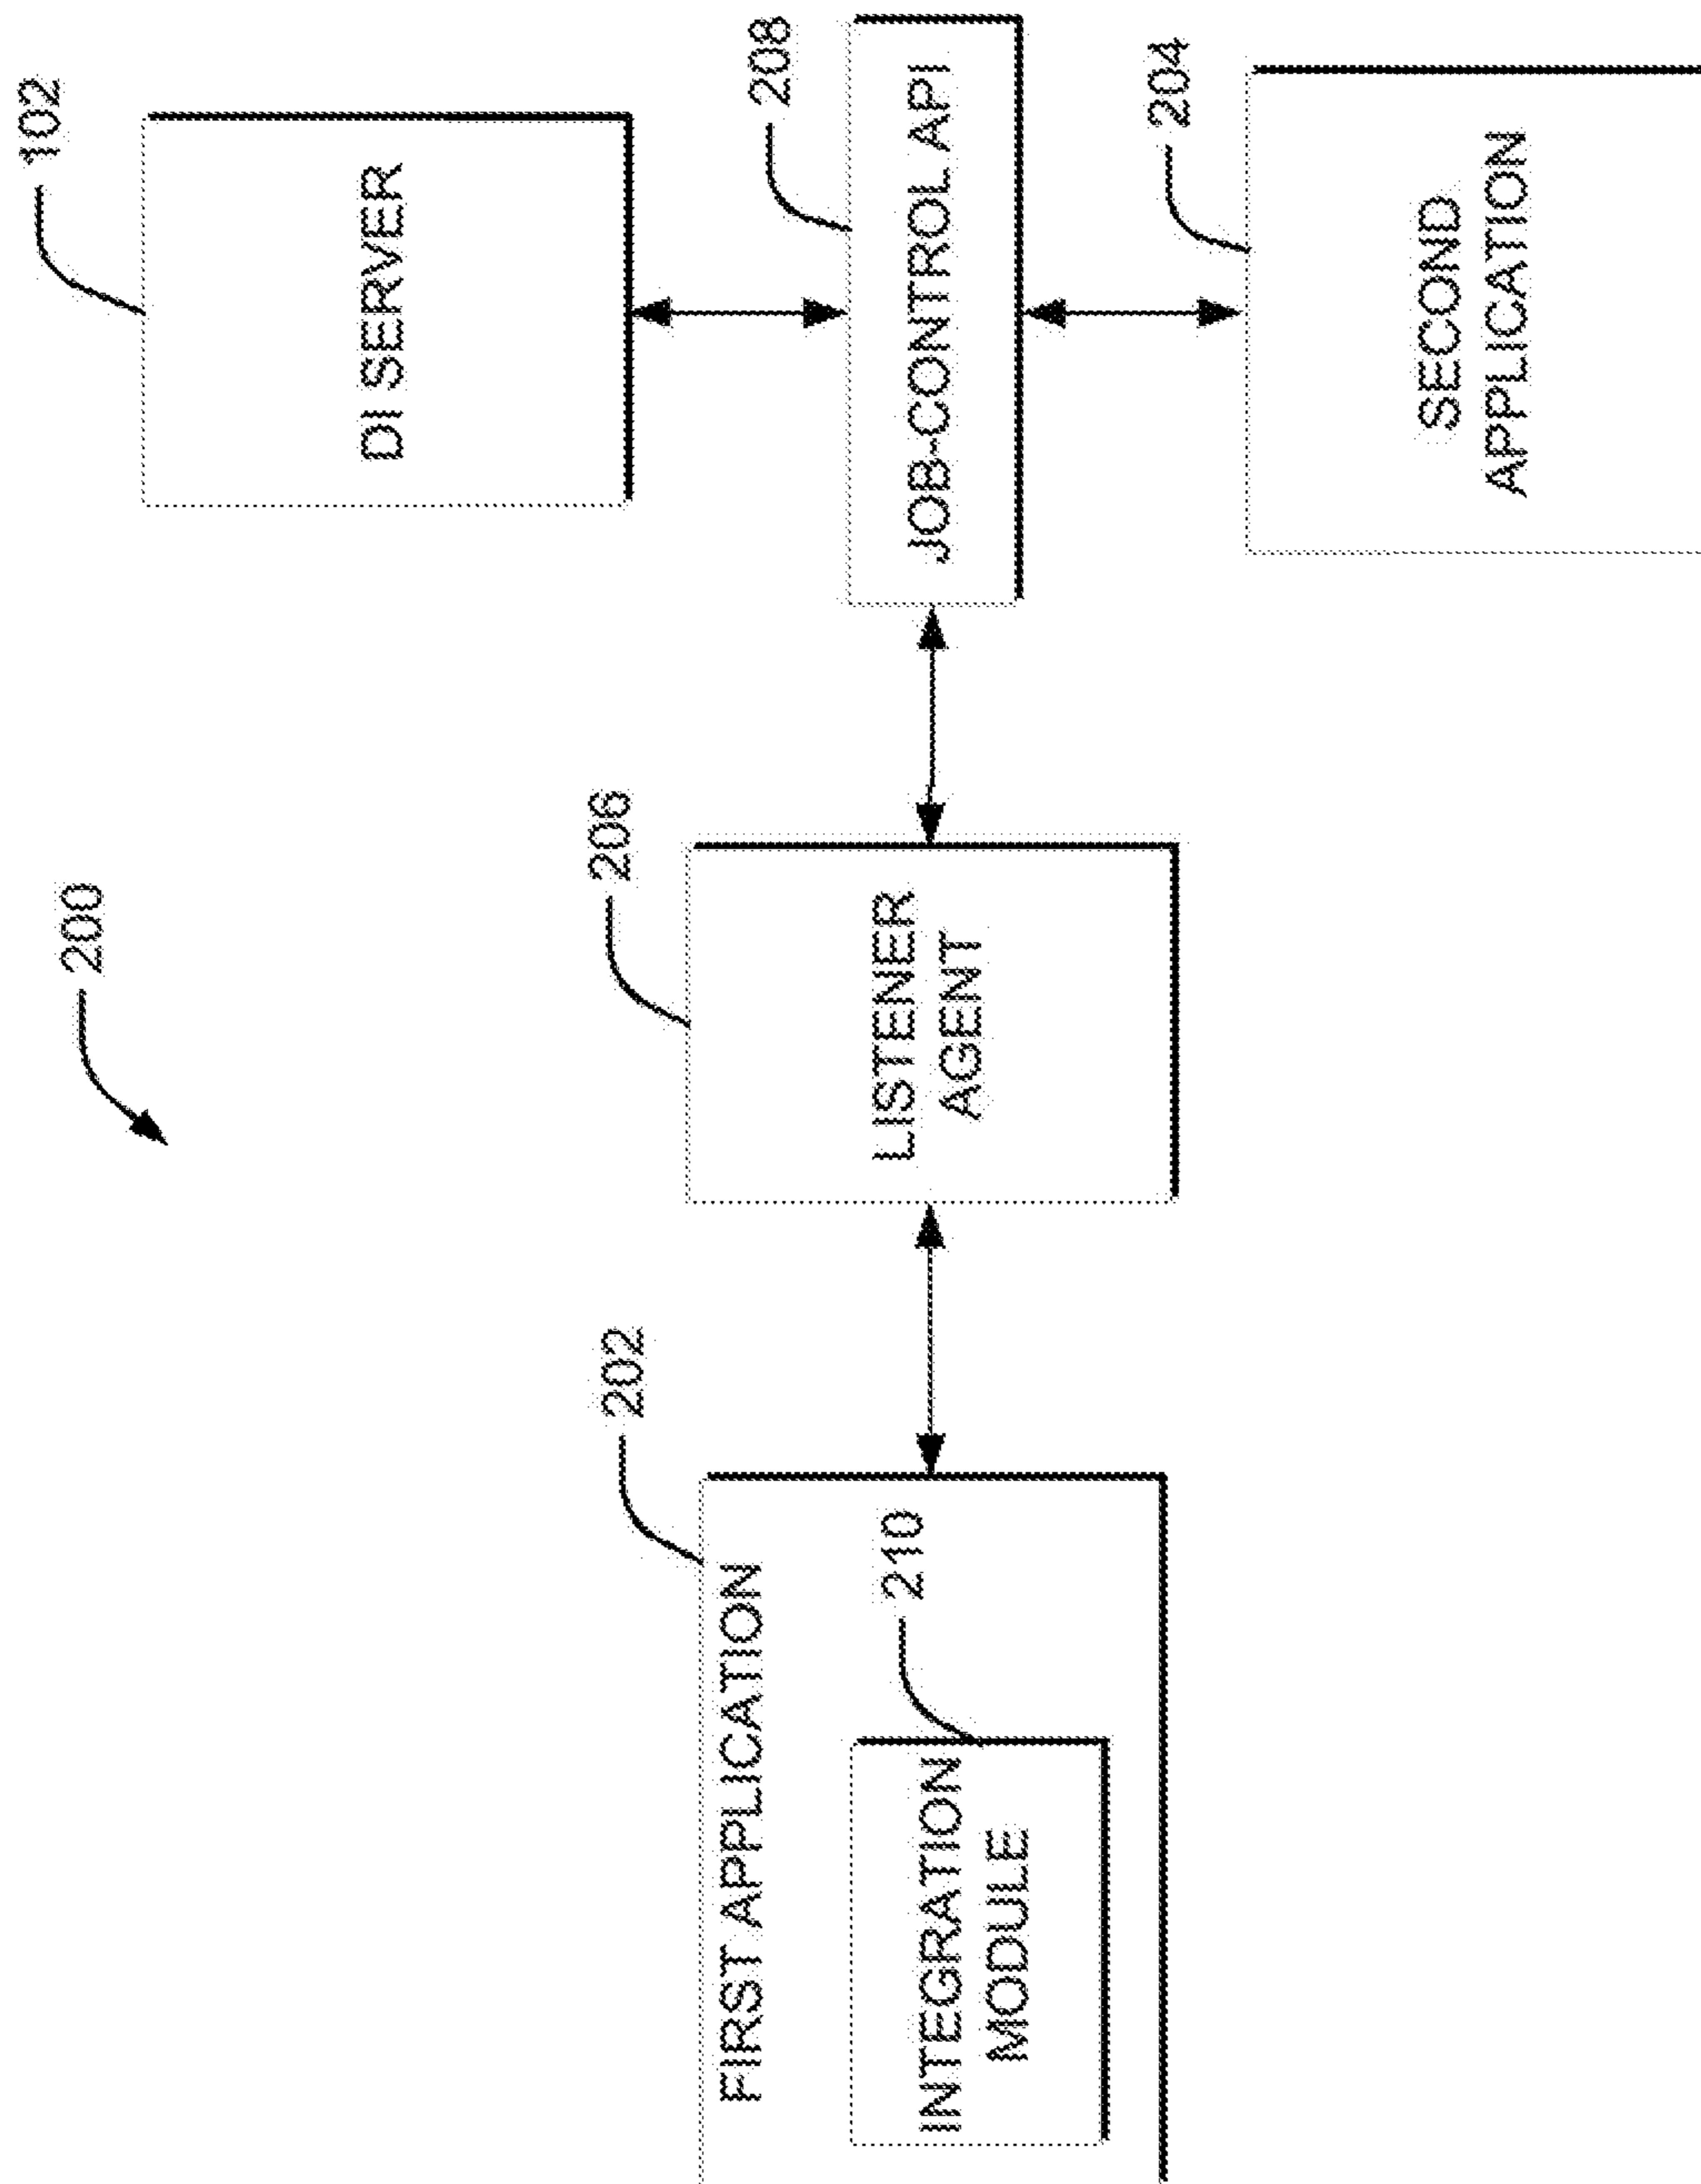 200
102
DI SERVER
202
206
208
FIRST APPLICATION
210
INTEGRATION
MODULE
LISTENER
AGENT
JOB-CONTROL API
204
SECOND
APPLICATION